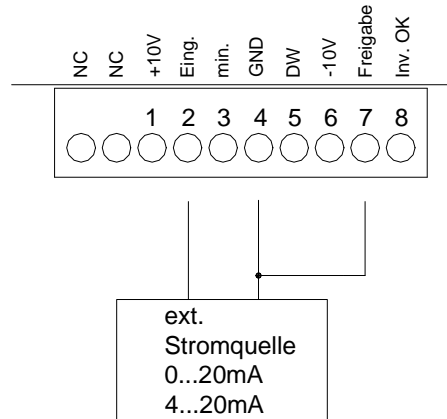 NC
NC
+10V
Eing.
min.
GND
DW
-10V
Freigabe
Inv. OK
1 2 3 4 5 6 7 8
ext.
Stromquelle
0...20mA
4...20mA